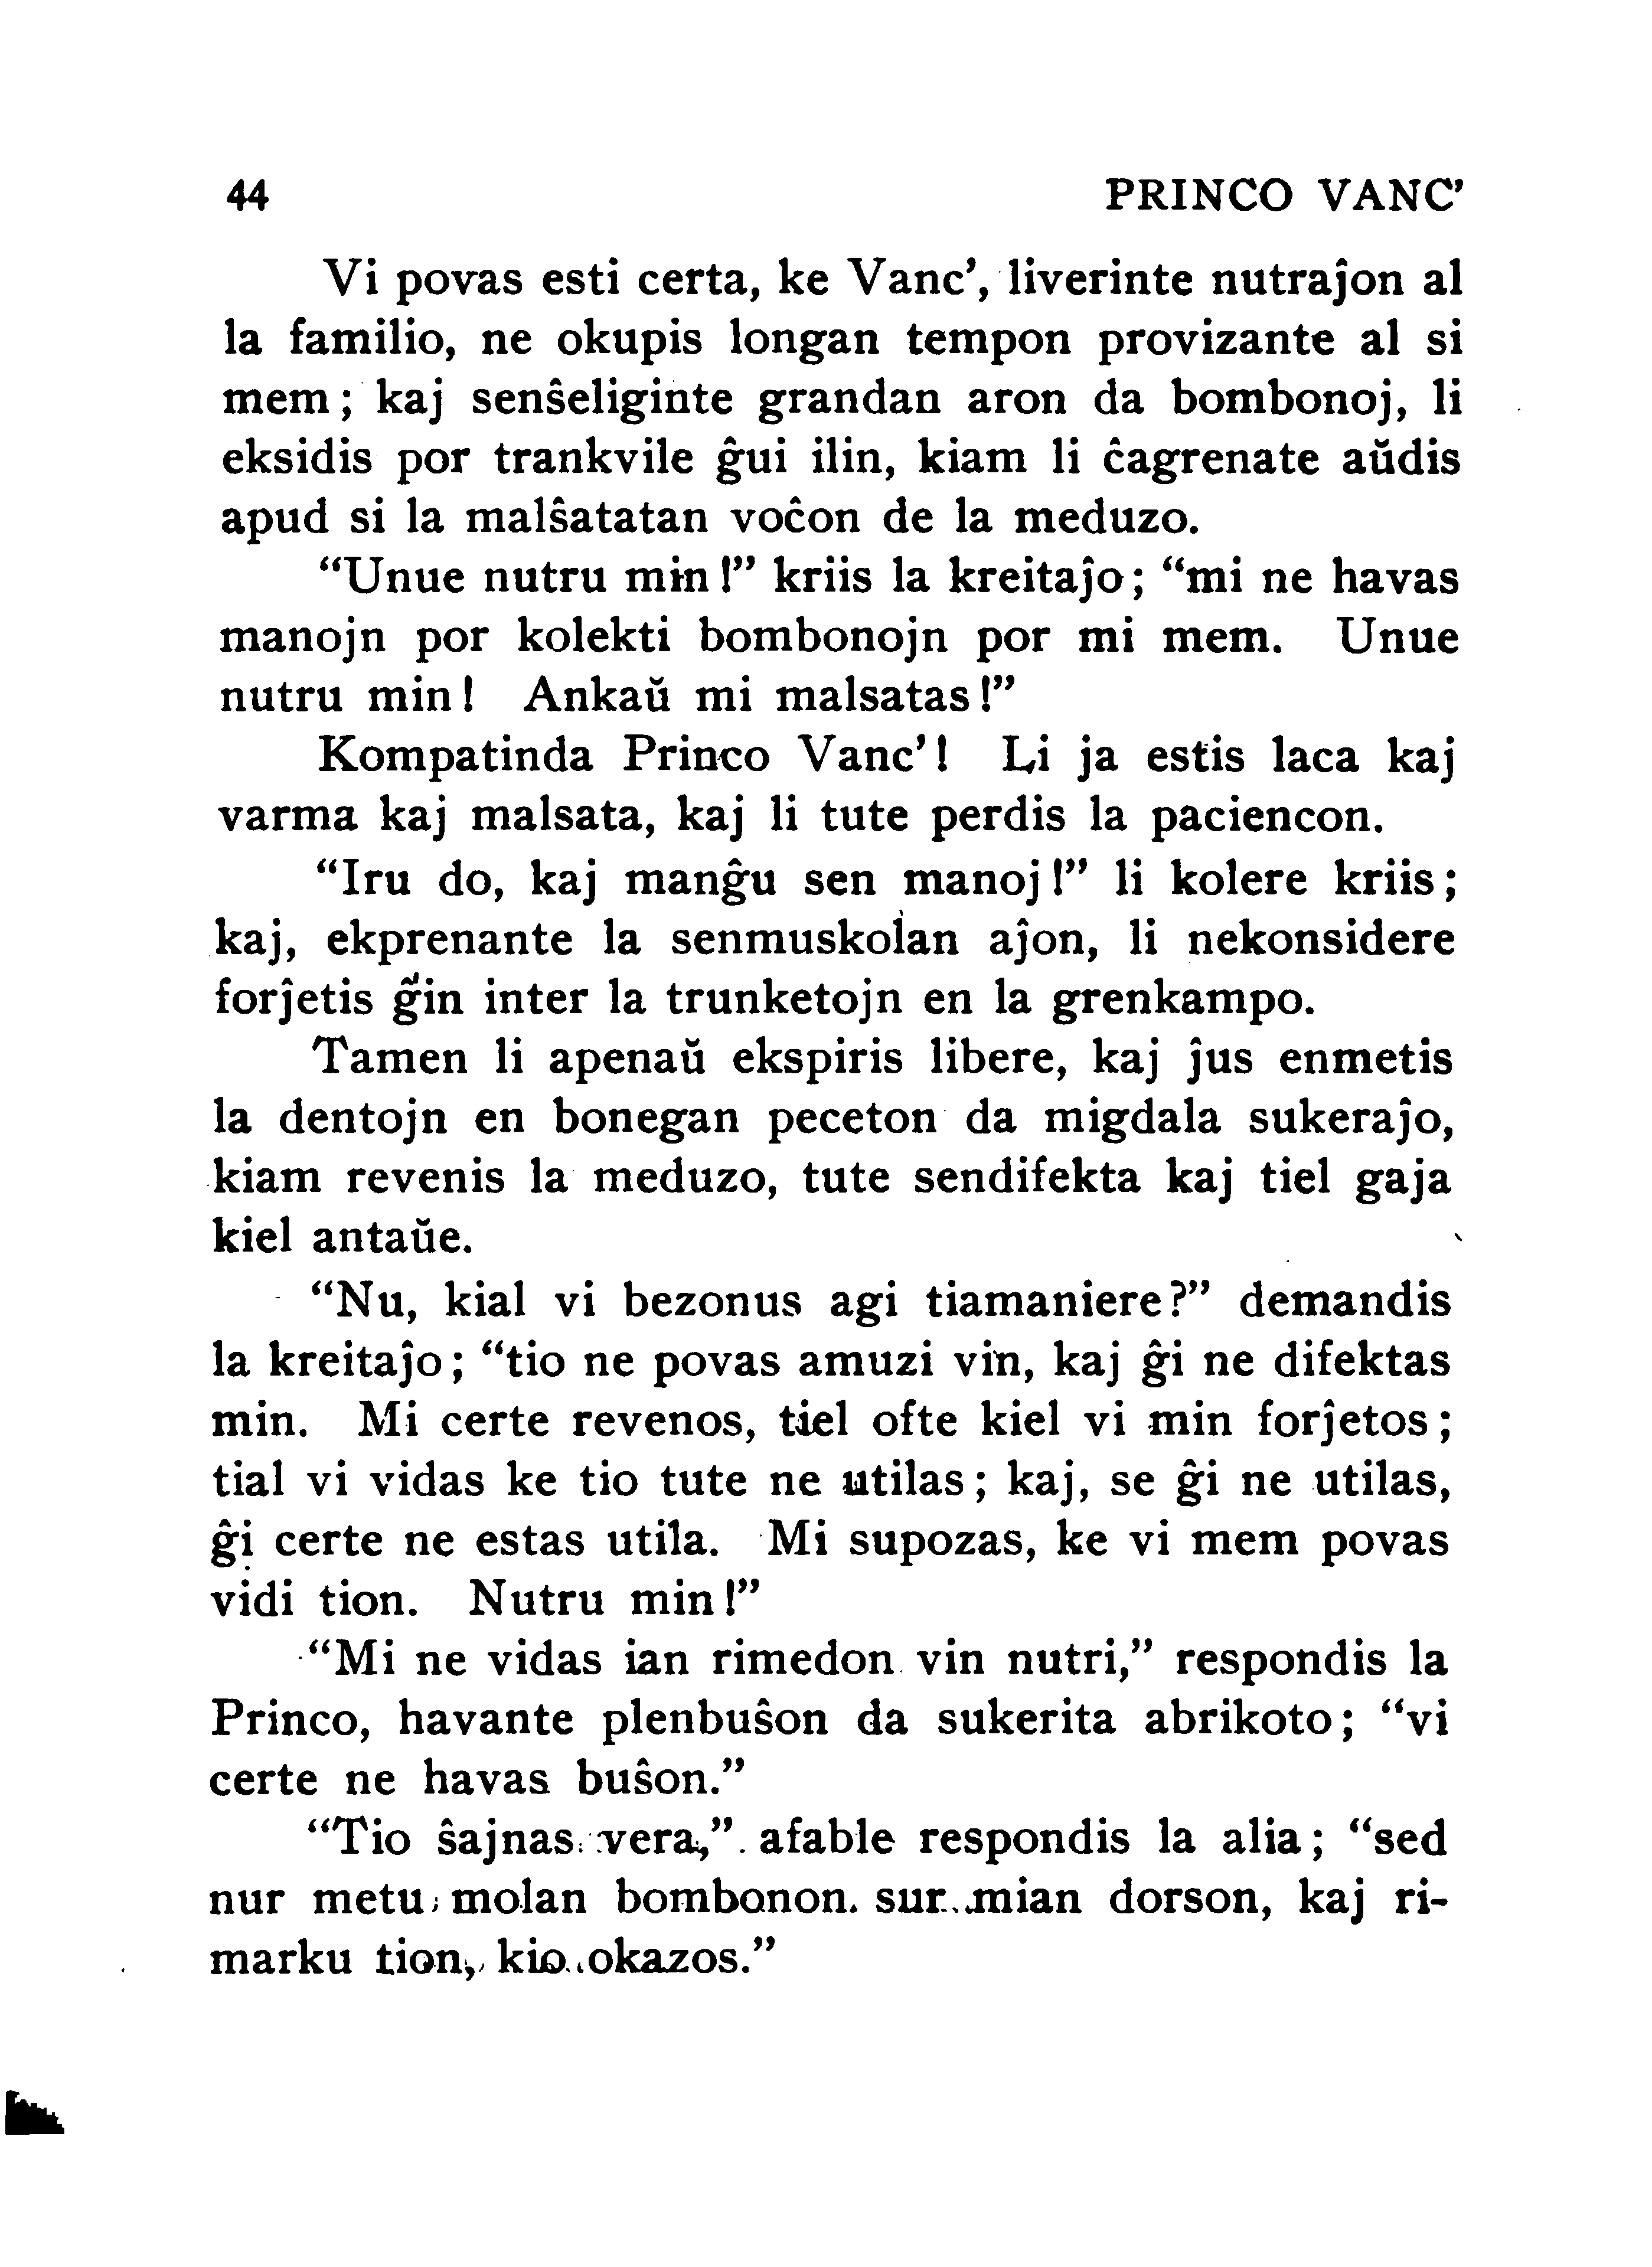 44 PRINCO VANC’
Vi povas esti certa, ke Vanc’, liverinte nutraĵon al
la familio, ne okupis longan tempon provizante al si
mem; kaj senŝeliginte grandan aron da bombonoj, li
eksidis por trankvile ĝui ilin, kiam li ĉagrenate aŭdis
apud si la malŝatatan voĉon de la meduzo.
“Unue nutru min!” kriis la kreitaĵo; “mi ne havas
manojn por kolekti bombonojn por mi mem. Unue
nutru min! Ankaŭ mi malsatas!”
Kompatinda Princo Vanc’! Li ja estis laca kaj
varma kaj malsata, kaj li tute perdis la paciencon.
“Iru do, kaj manĝu sen manoj!” li kolere kriis;
kaj, ekprenante la senmuskolan aĵon, li nekonsidere
forĵetis ĝin inter la trunketojn en la grenkampo.
Tamen li apenaŭ ekspiris libere, kaj ĵus enmetis
la dentojn en bonegan peceton da migdala sukeraĵo,
kiam revenis la meduzo, tute sendifekta kaj tiel gaja
kiel antaŭe.
“Nu, kial vi bezonus agi tiamaniere?” demandis
la kreitaĵo; “tio ne povas amuzi vin, kaj ĝi ne difektas
min. Mi certe revenos, tiel ofte kiel vi min forĵetos;
tial vi vidas ke tio tute ne utilas; kaj, se ĝi ne utilas,
ĝi certe ne estas utila. Mi supozas, ke vi mem povas
vidi tion. Nutru min!”
“Mi ne vidas ian rimedon vin nutri,” respondis la
Princo, havante plenbuŝon da sukerita abrikoto; “vi
certe ne havas buŝon.”
“Tio ŝajnas vera,” afable respondis la alia; “sed
nur metu molan bombonon sur mian dorson, kaj ri-
marku tion, kio okazos.”